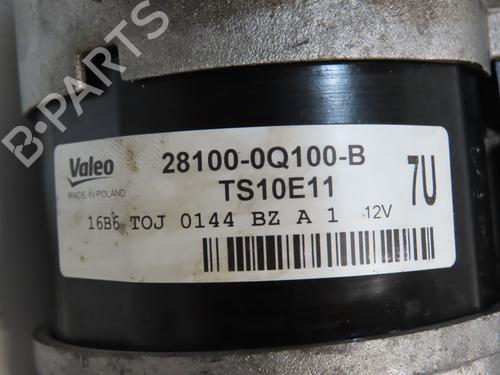 B-PARTS
Valeo
MADE IN POLAND
28100-0Q100-B
TS10E11
7U
16B6 TOJ 0144 BZ A 1 12V